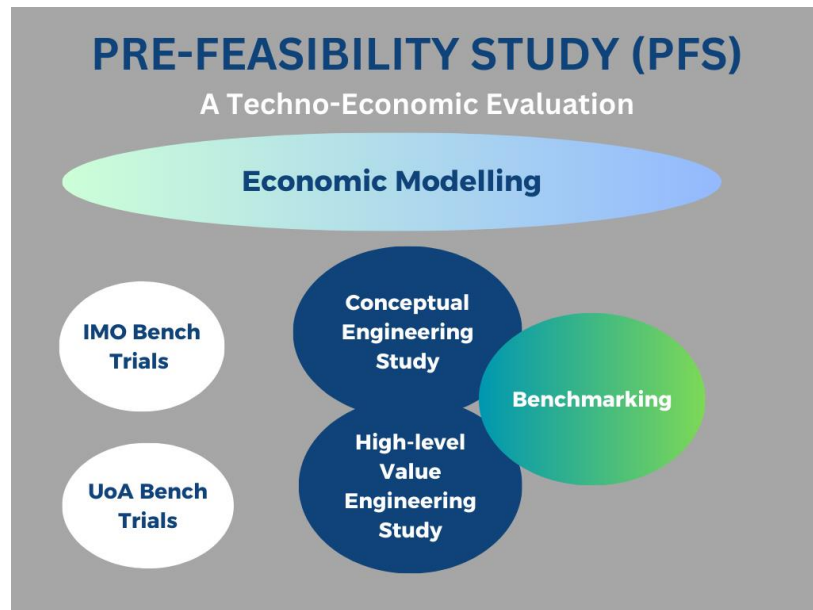 PRE-FEASIBILITY STUDY (PFS)
A Techno-Economic Evaluation
Economic Modelling
IMO Bench
Trials
UoA Bench
Trials
Conceptual
Engineering
Study
High-level
Value
Engineering
Study
Benchmarking